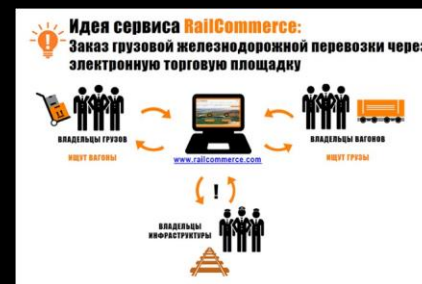 Идея сервиса RailCommerce:
Заказ грузовой железнодорожной перевозки через
электронную торговую площадку
ВЛАДЕЛЬЦЫ ГРУЗОВ
ИЩУТ ВАГОНЫ
www.railcommerce.com
ВЛАДЕЛЬЦЫ ВАГОНОВ
ИЩУТ ГРУЗЫ
!
ВЛАДЕЛЬЦЫ
ИНФРАСТРУКТУРЫ